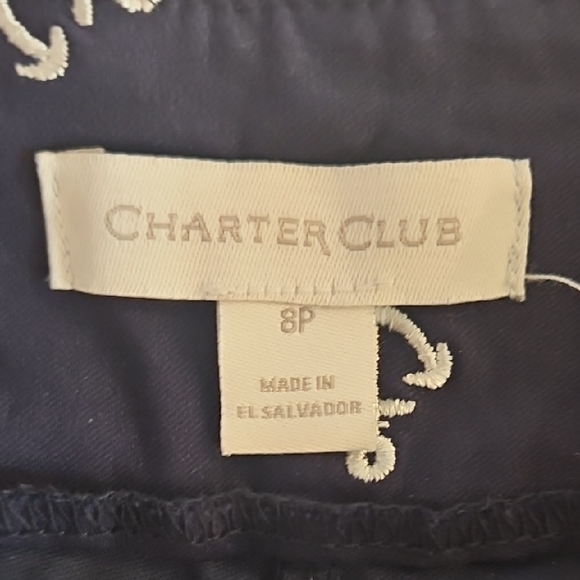 CHARTER CLUB
8P
MADE IN
EL SALVADOR